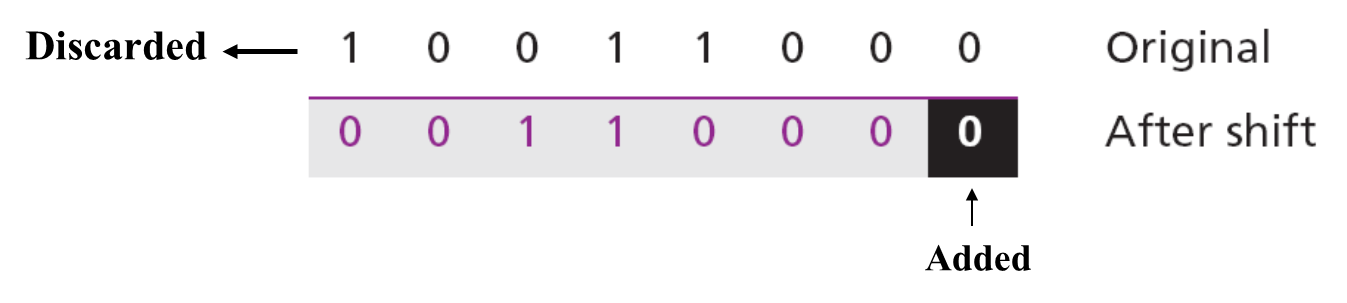 Discarded 1 0 0 1 1 0 0 0 Original
0 0 1 1 0 0 0 0 After shift
Added